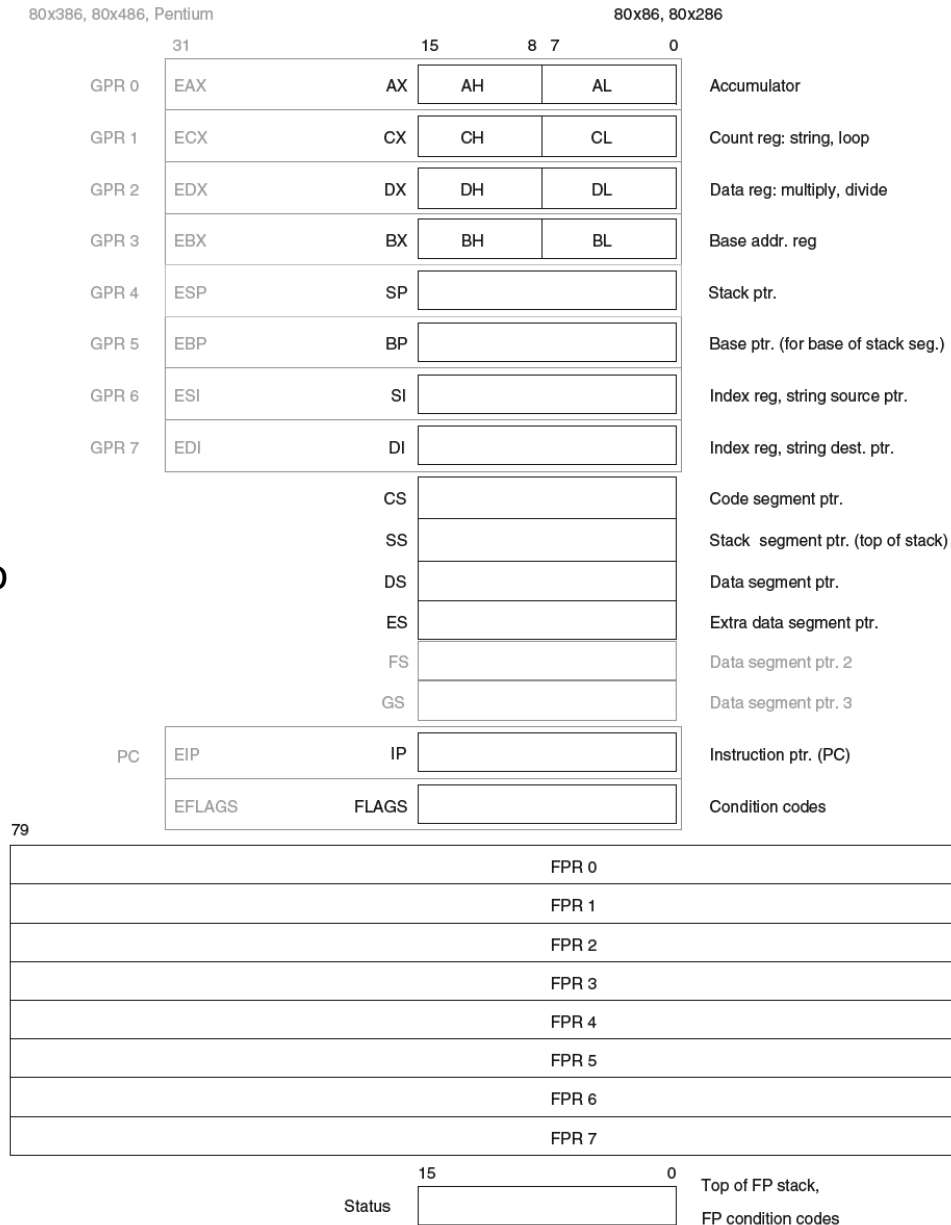 80x386, 80x486, Pentium 80x86, 80x286
31 15 8 7 0
GPR 0 EAX AX AH AL Accumulator
GPR 1 ECX CX CH CL Count reg: string, loop
GPR 2 EDX DX DH DL Data reg: multiply, divide
GPR 3 EBX BX BH BL Base addr. reg
GPR 4 ESP SP Stack ptr.
GPR 5 EBP BP Base ptr. (for base of stack seg.)
GPR 6 ESI SI Index reg, string source ptr.
GPR 7 EDI DI Index reg, string dest. ptr.
CS Code segment ptr.
SS Stack segment ptr. (top of stack)
DS Data segment ptr.
ES Extra data segment ptr.
FS Data segment ptr. 2
GS Data segment ptr. 3
PC EIP IP Instruction ptr. (PC)
EFLAGS FLAGS Condition codes
79
FPR 0
FPR 1
FPR 2
FPR 3
FPR 4
FPR 5
FPR 6
FPR 7
15 0
Status Top of FP stack,
FP condition codes